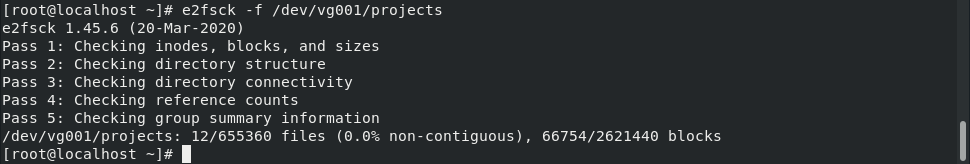 [root@localhost ~]# e2fsck -f /dev/vg001/projects
e2fsck 1.45.6 (20-Mar-2020)
Pass 1: Checking inodes, blocks, and sizes
Pass 2: Checking directory structure
Pass 3: Checking directory connectivity
Pass 4: Checking reference counts
Pass 5: Checking group summary information
/dev/vg001/projects: 12/655360 files (0.0% non-contiguous), 66754/2621440 blocks
[root@localhost ~]#